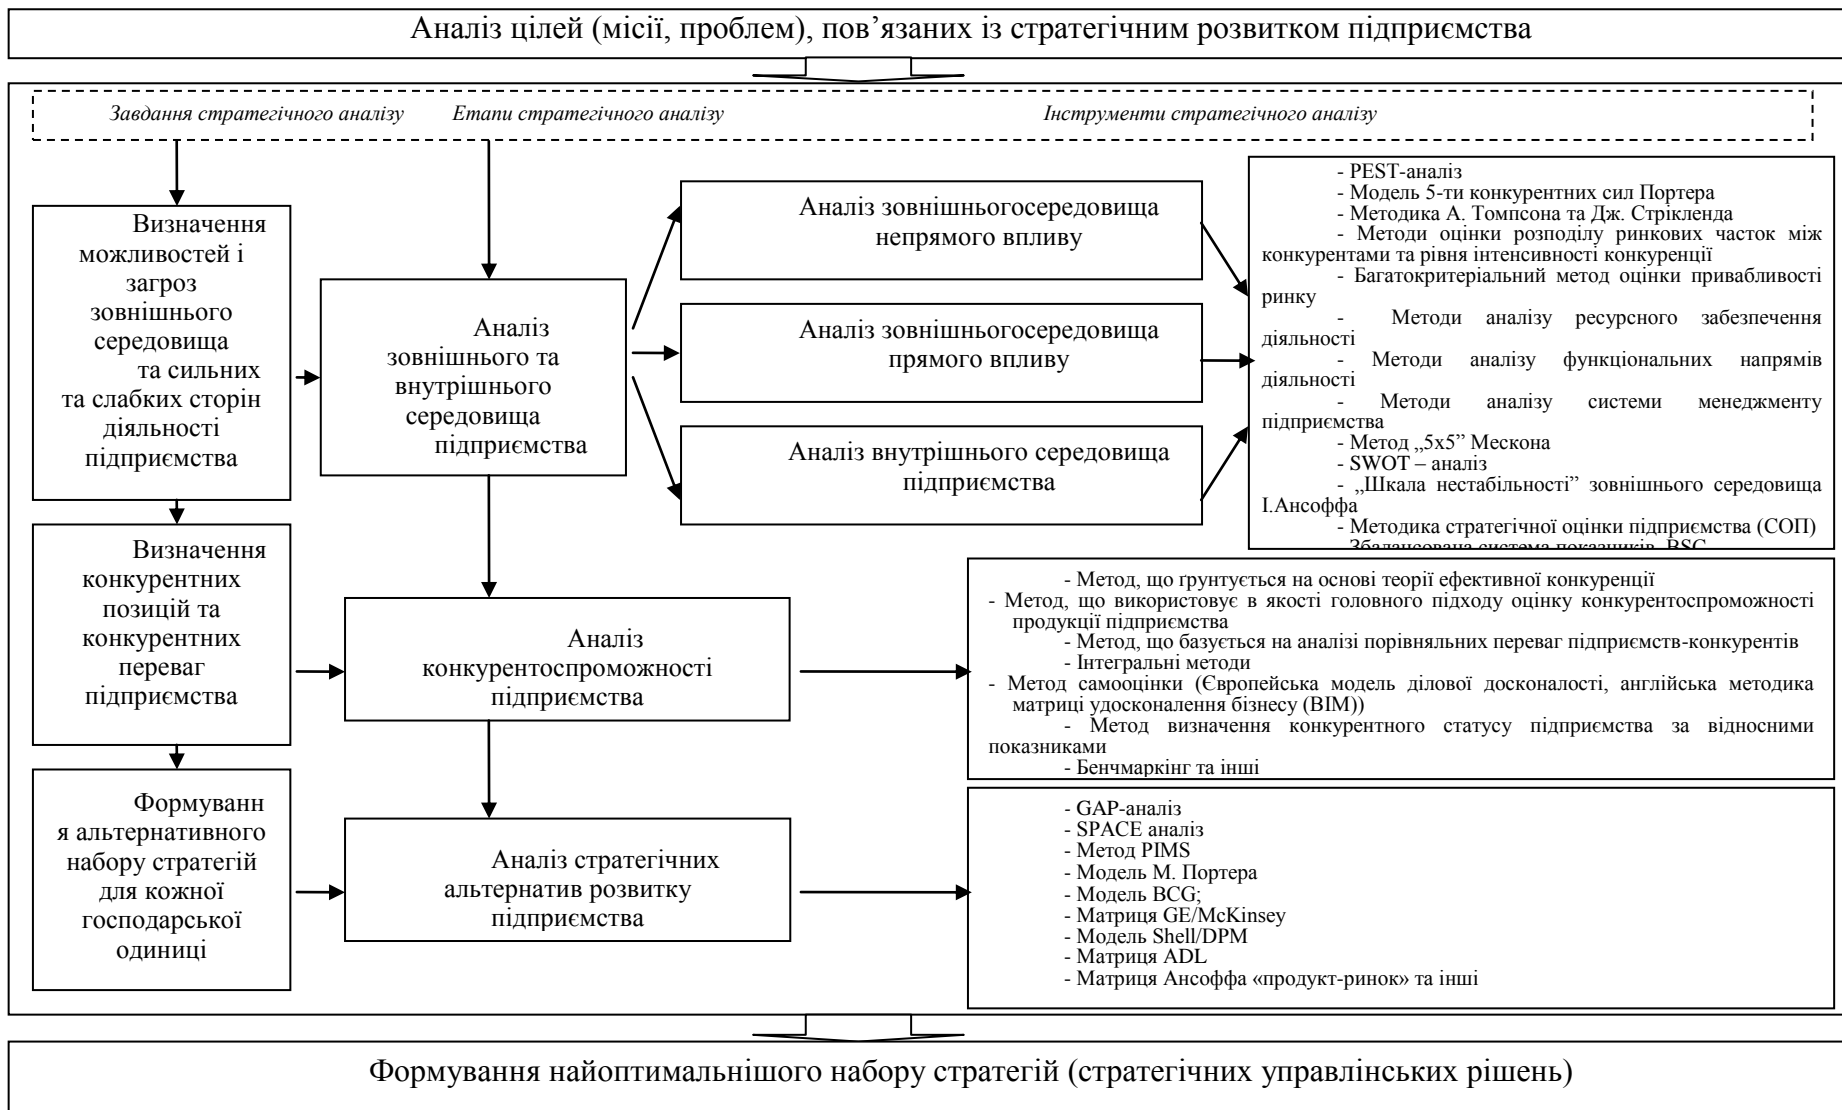 Аналіз цілей (місії, проблем), пов’язаних із стратегічним розвитком підприємства
Завдання стратегічного аналізу
Етапи стратегічного аналізу
Інструменти стратегічного аналізу
Визначення
можливостей і
загроз
зовнішнього
середовища
та сильних
та слабких сторін
діяльності
підприємства
Аналіз
зовнішнього та
внутрішнього
середовища
підприємства
Аналіз зовнішньогосередовища
непрямого впливу
Аналіз зовнішньогосередовища
прямого впливу
Аналіз внутрішнього середовища
підприємства
- PEST-аналіз
- Модель 5-ти конкурентних сил Портера
- Методика А. Томпсона та Дж. Стрікленда
- Методи оцінки розподілу ринкових часток між
конкурентами та рівня інтенсивності конкуренції
- Багатокритеріальний метод оцінки привабливості
ринку
- Методи аналізу ресурсного забезпечення
діяльності
- Методи аналізу функціональних напрямів
діяльності
- Методи аналізу системи менеджменту
підприємства
- Метод „5х5” Мескона
- SWOT – аналіз
- „Шкала нестабільності” зовнішнього середовища
І.Ансоффа
- Методика стратегічної оцінки підприємства (СОП)
- Збалансована система показників BSC
Визначення
конкурентних
позицій та
конкурентних
переваг
підприємства
Аналіз
конкурентоспроможності
підприємства
- Метод, що ґрунтується на основі теорії ефективної конкуренції
- Метод, що використовує в якості головного підходу оцінку конкурентоспроможності
продукції підприємства
- Метод, що базується на аналізі порівняльних переваг підприємств-конкурентів
- Інтегральні методи
- Метод самооцінки (Європейська модель ділової досконалості, англійська методика
матриці удосконалення бізнесу (BIM))
- Метод визначення конкурентного статусу підприємства за відносними
показниками
- Бенчмаркінг та інші
Формуванн
я альтернативного
набору стратегій
для кожної
господарської
одиниці
Аналіз стратегічних
альтернатив розвитку
підприємства
- GAP-аналіз
- SPACE аналіз
- Метод PIMS
- Модель М. Портера
- Модель BCG;
- Матриця GE/McKinsey
- Модель Shell/DPM
- Матриця ADL
- Матриця Ансоффа «продукт-ринок» та інші
Формування найоптимальнішого набору стратегій (стратегічних управлінських рішень)